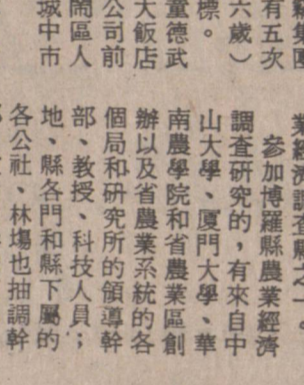 集團
有五次
六歲）
標。
童德武
大飯店
公司前
鬧區人
城中市
業經濟調查縣之一。
參加博羅縣農業經濟
調查研究的，有來自中
山大學、厦門大學、華
南農學院和省農業區創
辦以及省農業系統的各
個局和研究所的領導幹
部、教授、科技人員；
地、縣各門和縣下屬的
各公社、林塲也抽調幹